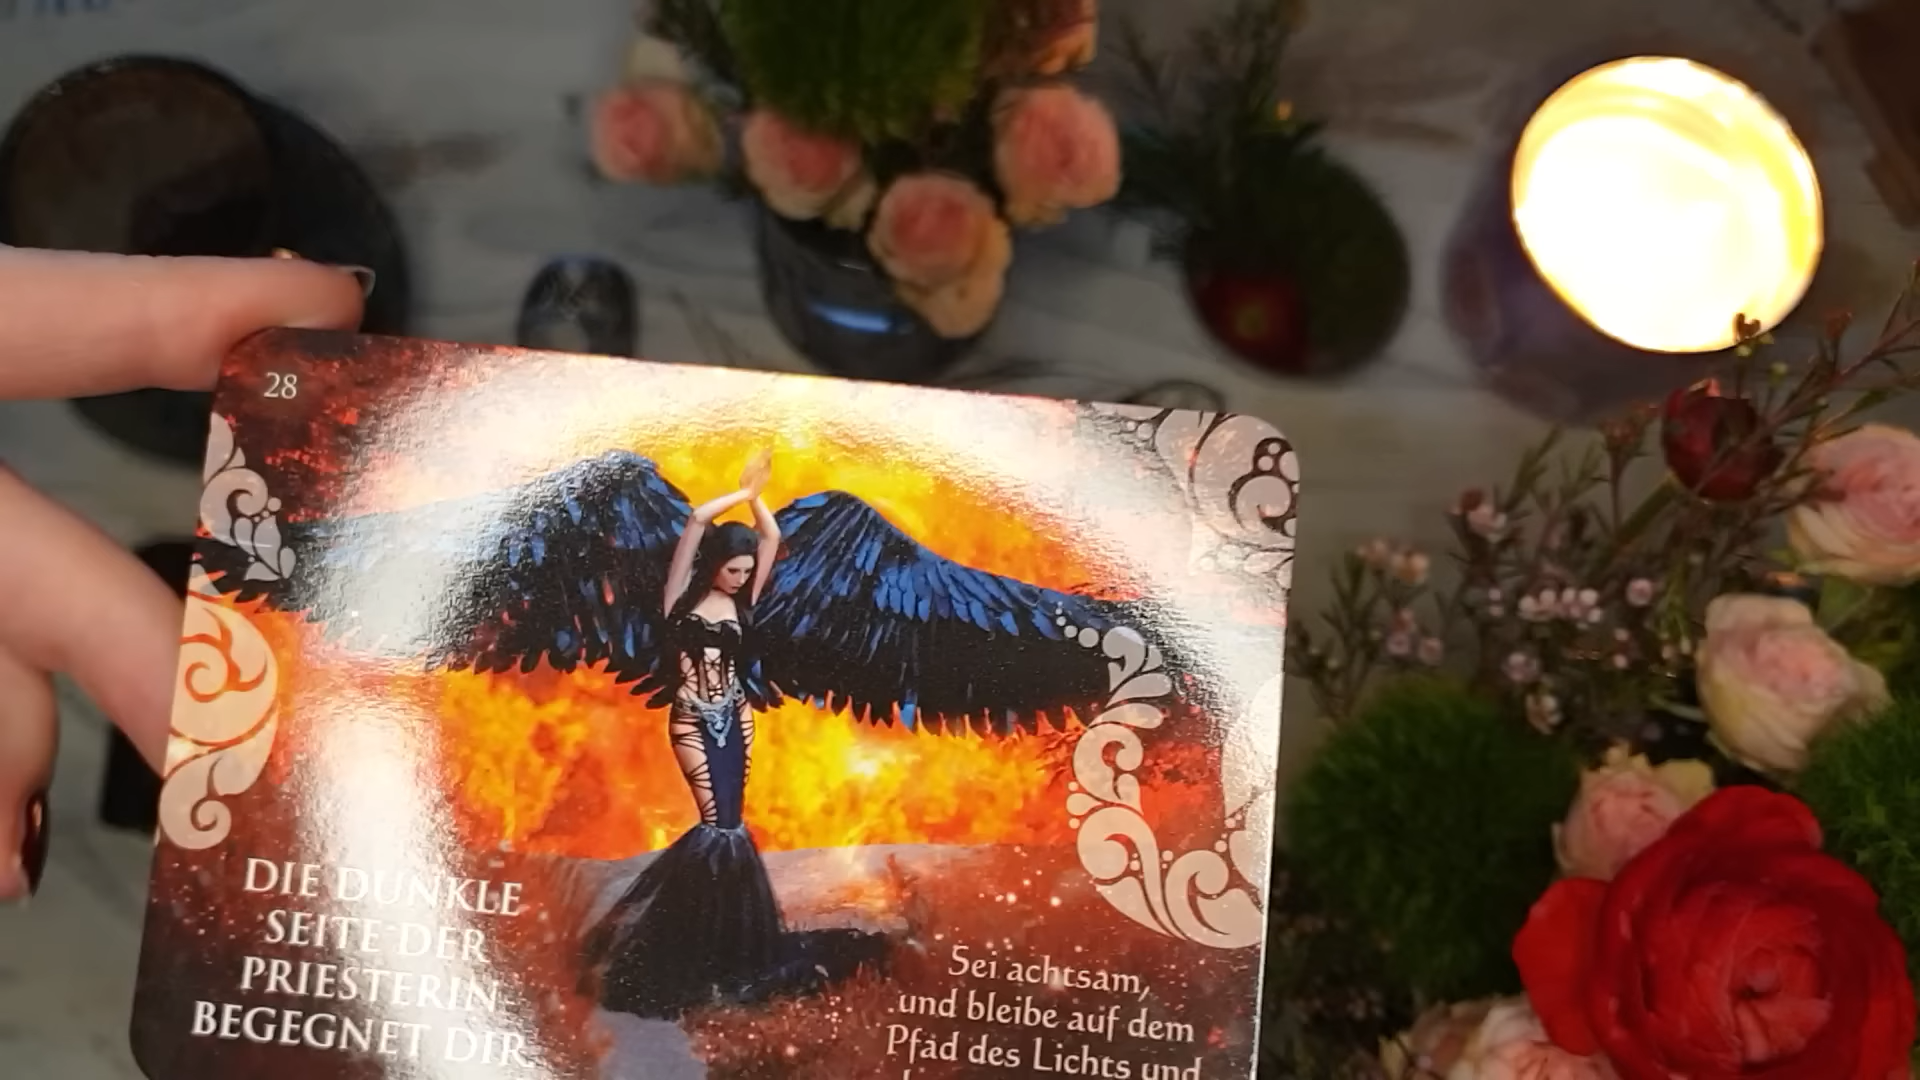 28
DIE DUNKLE
SEITE DER
PRIESTERIN
BEGEGNET DIR
Sei achtsam,
und bleibe auf dem
Pfad des Lichts und